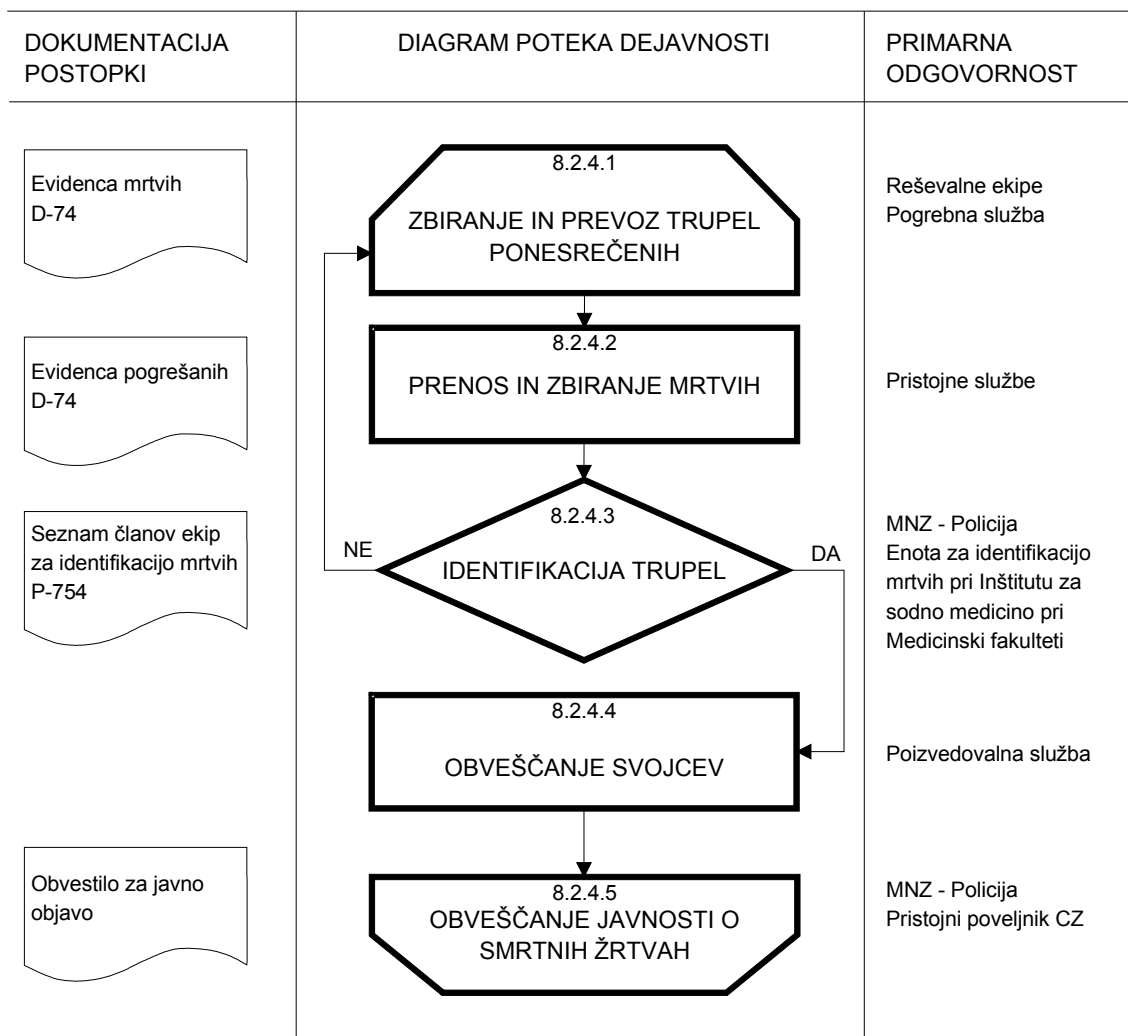 DOKUMENTACIJA
POSTOPKI
DIAGRAM POTEKA DEJAVNOSTI
PRIMARNA
ODGOVORNOST
Evidenca mrtvih
D-74
8.2.4.1
ZBIRANJE IN PREVOZ TRUPEL
PONESREČENIH
Reševalne ekipe
Pogrebna služba
Evidenca pogrešanih
D-74
8.2.4.2
PRENOS IN ZBIRANJE MRTVIH
Pristojne službe
Seznam članov ekip
za identifikacijo mrtvih
P-754
NE
8.2.4.3
IDENTIFIKACIJA TRUPEL
DA
MNZ - Policija
Enota za identifikacijo
mrtvih pri Inštitutu za
sodno medicino pri
Medicinski fakulteti
8.2.4.4
OBVEŠČANJE SVOJCEV
Poizvedovalna služba
Obvestilo za javno
objavo
8.2.4.5
OBVEŠČANJE JAVNOSTI O
SMRTNIH ŽRTVAH
MNZ - Policija
Pristojni poveljnik CZ